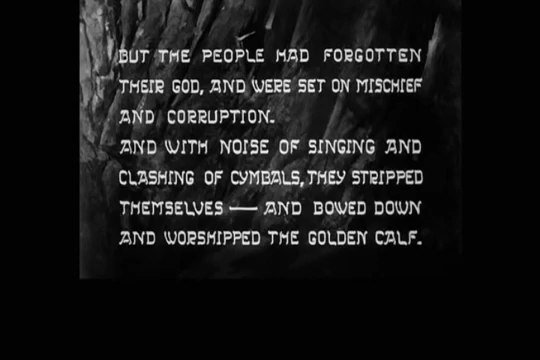 BUT THE PEOPLE HAD FORGOTTEN
THEIR GOD, AND WERE SET ON MISCHIEF
AND CORRUPTION.
AND WITH NOISE OF SINGING AND
CLASHING OF CYMBALS, THEY STRIPPED
THEMSELVES — AND BOWED DOWN
AND WORSHIPPED THE GOLDEN CALF.